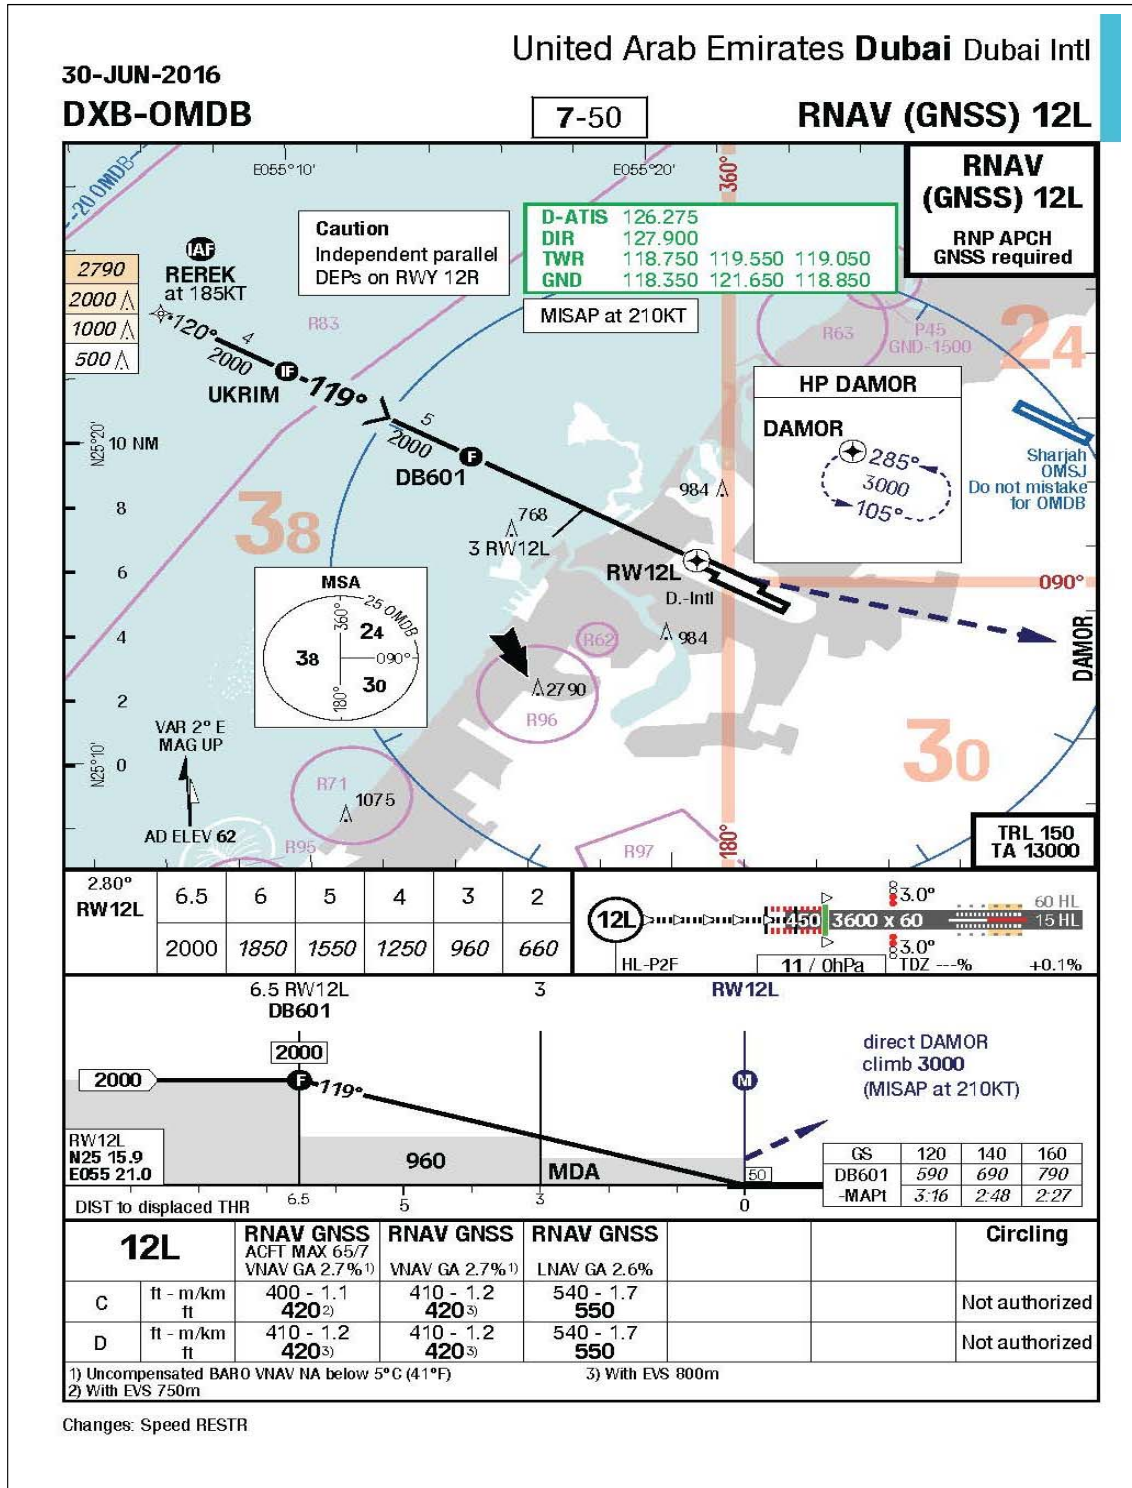 United Arab Emirates Dubai Dubai Intl
30-JUN-2016
DXB-OMDB
7-50
RNAV (GNSS) 12L
E055°10'
E055°20'
360°
--20 OMDB--
RNAV
(GNSS) 12L
RNP APCH
GNSS required
Caution
Independent parallel
DEPs on RWY 12R
D-ATIS 126.275
DIR 127.900
TWR 118.750 119.550 119.050
GND 118.350 121.650 118.850
MISAP at 210KT
IAF
REREK
at 185KT
2790
2000
1000
500
120°
4
2000
R83
R63
P45
GND-1500
24
UKRIM
IF
-119°
5
2000
F
DB601
HP DAMOR
DAMOR
285°
3000
105°
Sharjah
OMSJ
Do not mistake
for OMDB
N25°20'
10 NM
8
6
4
2
0
N25°10'
38
768
984
3 RW12L
RW12L
D.-Intl
984
090°
DAMOR
MSA
25 OMDB
360°
24
38
090°
30
180°
R62
2790
R96
30
VAR 2° E
MAG UP
AD ELEV 62
R71
1075
R95
R97
180°
TRL 150
TA 13000
2.80°
RW12L
6.5 6 5 4 3 2
2000 1850 1550 1250 960 660
12L
450
3600 x 60
3.0°
3.0°
60 HL
15 HL
HL-P2F
11 / 0hPa
TDZ ---%
+0.1%
6.5 RW12L
DB601
3
RW12L
2000
2000
F
119°
M
direct DAMOR
climb 3000
(MISAP at 210KT)
RW12L
N25 15.9
E055 21.0
960
MDA
50
GS 120 140 160
DB601 590 690 790
-MAPt 3:16 2:48 2:27
DIST to displaced THR
6.5
5
3
0
12L
RNAV GNSS
ACFT MAX 65/7
VNAV GA 2.7%1)
RNAV GNSS
VNAV GA 2.7%1)
RNAV GNSS
LNAV GA 2.6%
Circling
C ft - m/km 400 - 1.1 410 - 1.2 540 - 1.7 Not authorized
ft 4202) 4203) 550
D ft - m/km 410 - 1.2 410 - 1.2 540 - 1.7 Not authorized
ft 4203) 4203) 550
1) Uncompensated BARO VNAV NA below 5°C (41°F) 3) With EVS 800m
2) With EVS 750m
Changes: Speed RESTR